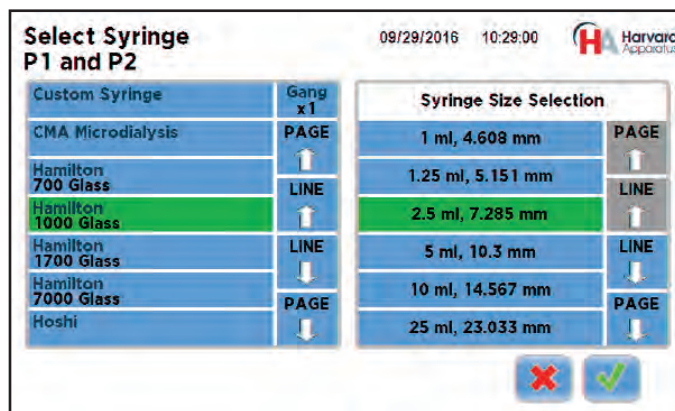 Select Syringe
P1 and P2
09/29/2016 10:29:00
HA Harvard
Apparatus
Custom Syringe
Gang
x1
CMA Microdialysis
Hamilton
700 Glass
Hamilton
1000 Glass
Hamilton
1700 Glass
Hamilton
7000 Glass
Hoshi
PAGE
LINE
LINE
PAGE
Syringe Size Selection
1 ml, 4.608 mm
1.25 ml, 5.151 mm
2.5 ml, 7.285 mm
5 ml, 10.3 mm
10 ml, 14.567 mm
25 ml, 23.033 mm
PAGE
LINE
LINE
PAGE